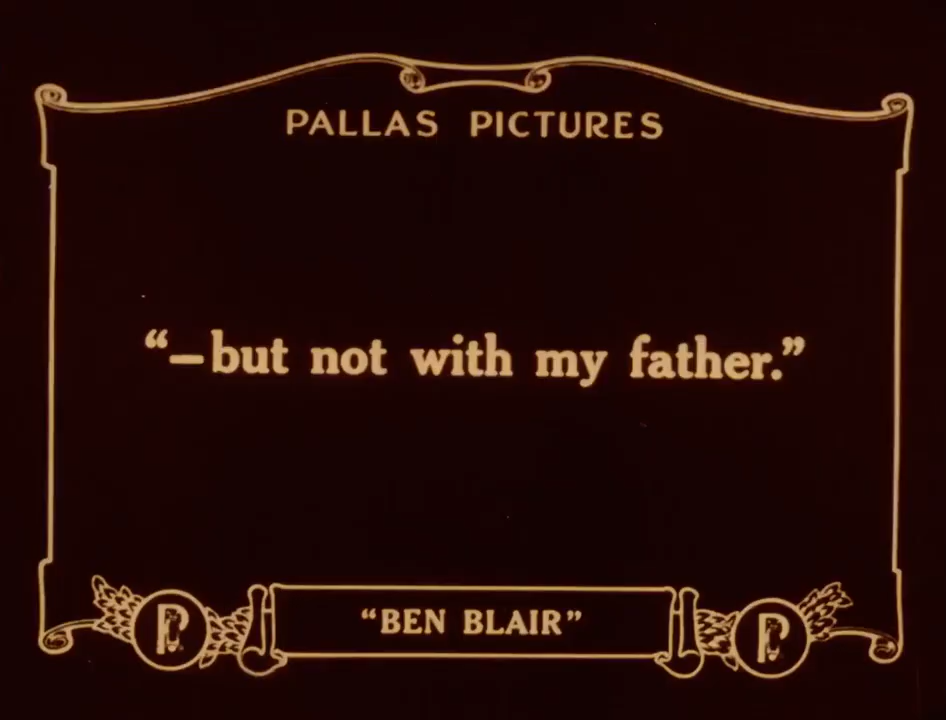 PALLAS PICTURES
“—but not with my father.”
“BEN BLAIR”
P
P